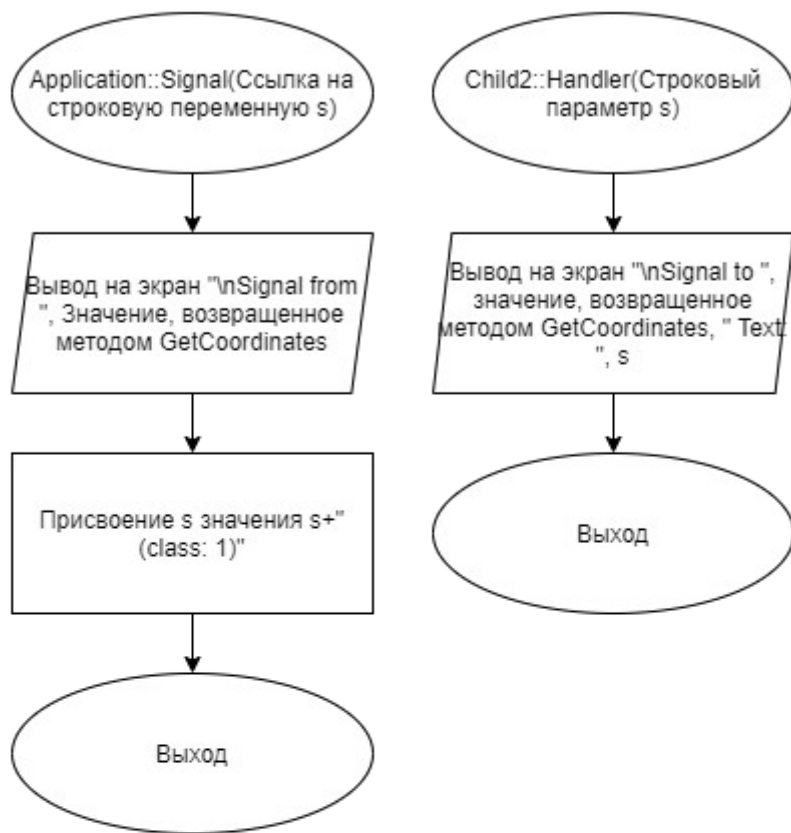 Application::Signal(Ссылка на
строковую переменную s)
Вывод на экран "\nSignal from
", Значение, возвращенное
методом GetCoordinates
Присвоение s значения s+"
(class: 1)"
Выход
Child2::Handler(Строковый
параметр s)
Вывод на экран "\nSignal to ",
значение, возвращенное
методом GetCoordinates, " Text:
", s
Выход